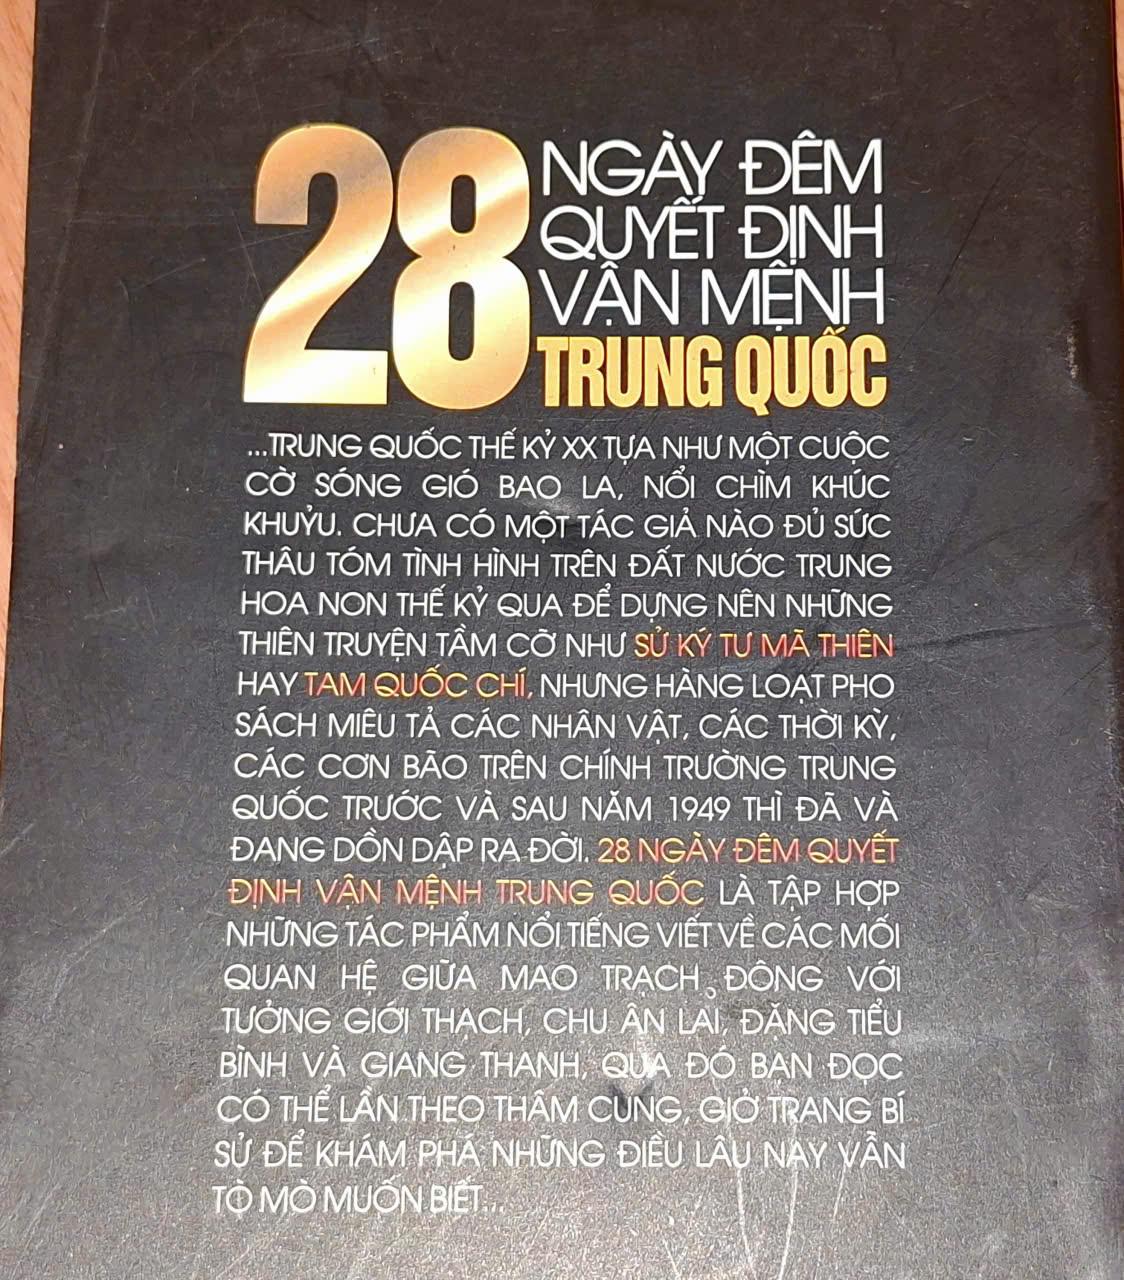 28
NGÀY ĐÊM
QUYẾT ĐỊNH
VẬN MỆNH
TRUNG QUỐC
...TRUNG QUỐC THẾ KỶ XX TỰA NHƯ MỘT CUỘC
CỜ SÓNG GIÓ BAO LA, NỔI CHÌM KHÚC
KHUỶU. CHƯA CÓ MỘT TÁC GIẢ NÀO ĐỦ SỨC
THÂU TÓM TÌNH HÌNH TRÊN ĐẤT NƯỚC TRUNG
HOA NON THẾ KỶ QUA ĐỂ DỰNG NÊN NHỮNG
THIÊN TRUYỆN TẦM CỜ NHƯ SỬ KÝ TƯ MÃ THIÊN
HAY TAM QUỐC CHÍ, NHƯNG HÀNG LOẠT PHO
SÁCH MIÊU TẢ CÁC NHÂN VẬT, CÁC THỜI KỲ,
CÁC CƠN BÃO TRÊN CHÍNH TRƯỜNG TRUNG
QUỐC TRƯỚC VÀ SAU NĂM 1949 THÌ ĐÃ VÀ
ĐANG DỒN DẬP RA ĐỜI. 28 NGÀY ĐÊM QUYẾT
ĐỊNH VẬN MỆNH TRUNG QUỐC LÀ TẬP HỢP
NHỮNG TÁC PHẨM NỔI TIẾNG VIẾT VỀ CÁC MỐI
QUAN HỆ GIỮA MAO TRẠCH ĐÔNG VỚI
TƯỞNG GIỚI THẠCH, CHU ÂN LAI, ĐẶNG TIỂU
BÌNH VÀ GIANG THANH, QUA ĐÓ BẠN ĐỌC
CÓ THỂ LẦN THEO THÂM CUNG, GIỞ TRANG BÍ
SỬ ĐỂ KHÁM PHÁ NHỮNG ĐIỀU LÂU NAY VẪN
TÒ MÒ MUỐN BIẾT...